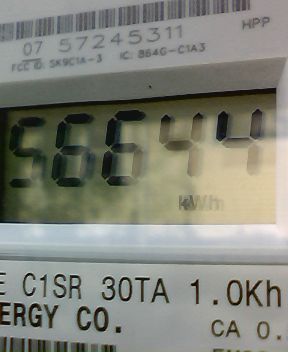 07 57245311 HPP
FCC ID: SK9C1A-3 IC: 864G-C1A3
56644
kWh
E C1SR 30TA 1.0Kh
ERGY CO. CA 0.